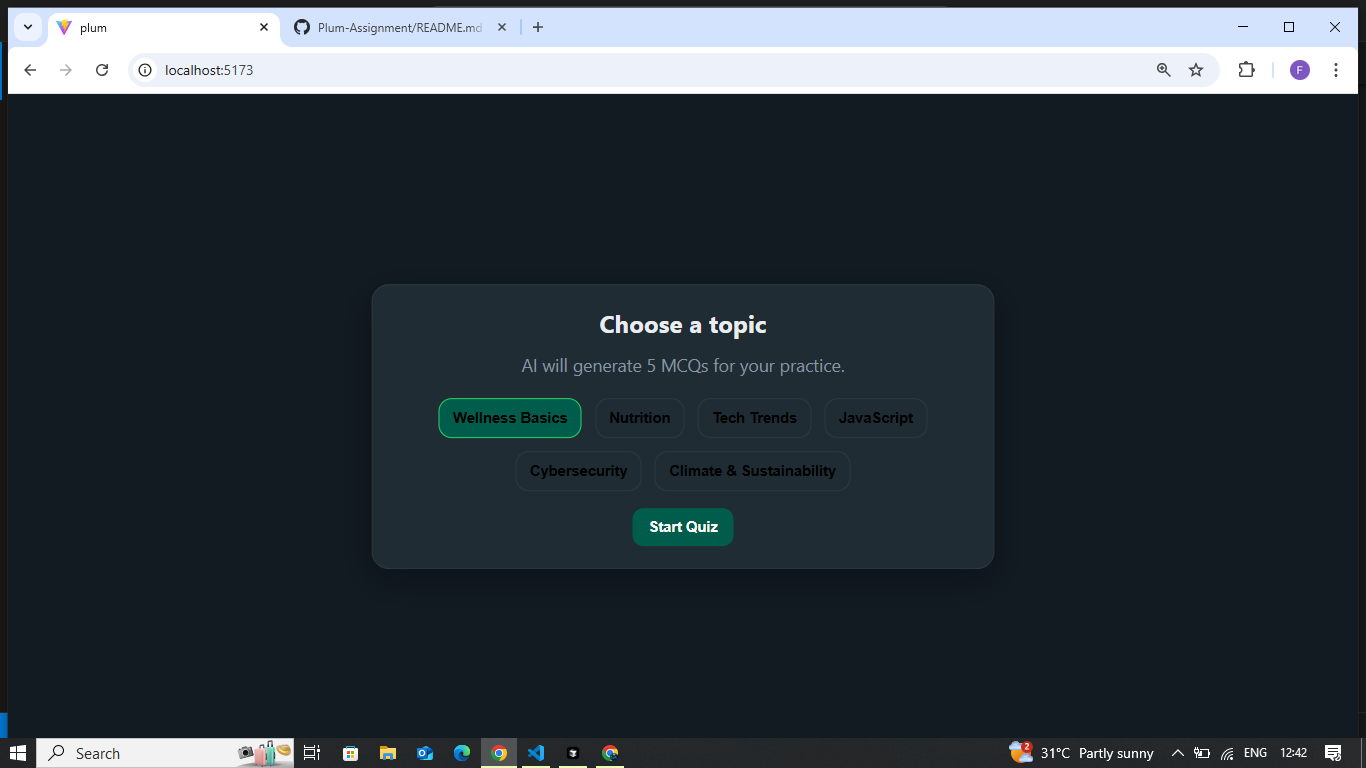 plum
Plum-Assignment/README.md
localhost:5173
F
Choose a topic
AI will generate 5 MCQs for your practice.
Wellness Basics Nutrition Tech Trends JavaScript
Cybersecurity Climate & Sustainability
Start Quiz
Search 2 31°C Partly sunny ENG 12:42